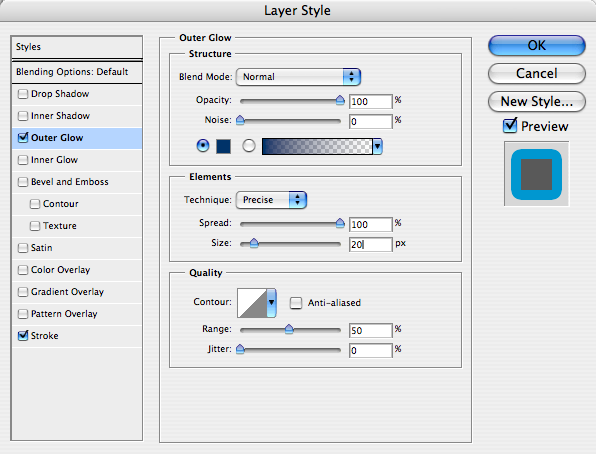 Layer Style
Styles
Blending Options: Default
Drop Shadow
Inner Shadow
Outer Glow
Inner Glow
Bevel and Emboss
Contour
Texture
Satin
Color Overlay
Gradient Overlay
Pattern Overlay
Stroke
Outer Glow
Structure
Blend Mode: Normal
Opacity: 100 %
Noise: 0 %
Elements
Technique: Precise
Spread: 100 %
Size: 20 px
Quality
Contour: Anti-aliased
Range: 50 %
Jitter: 0 %
OK
Cancel
New Style...
Preview